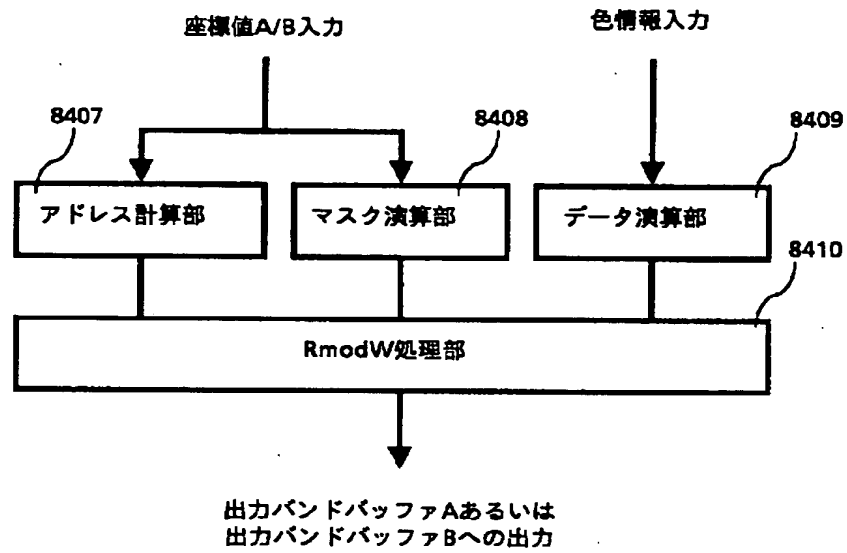 座標値A/B入力
色情報入力
8407
8408
8409
アドレス計算部
マスク演算部
データ演算部
8410
RmodW処理部
出力バンドバッファAあるいは
出力バンドバッファBへの出力